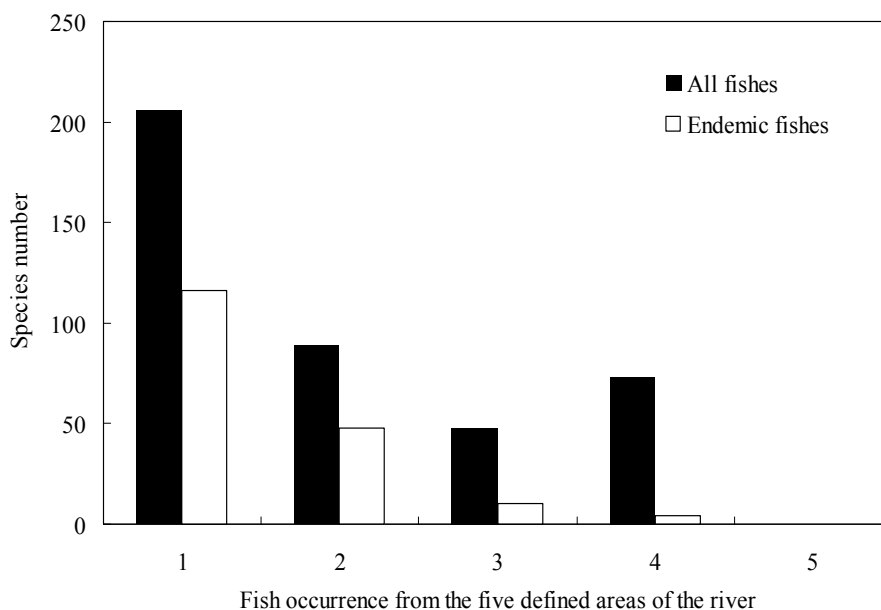 250
200
150
100
50
0
Species number
All fishes
Endemic fishes
1 2 3 4 5
Fish occurrence from the five defined areas of the river